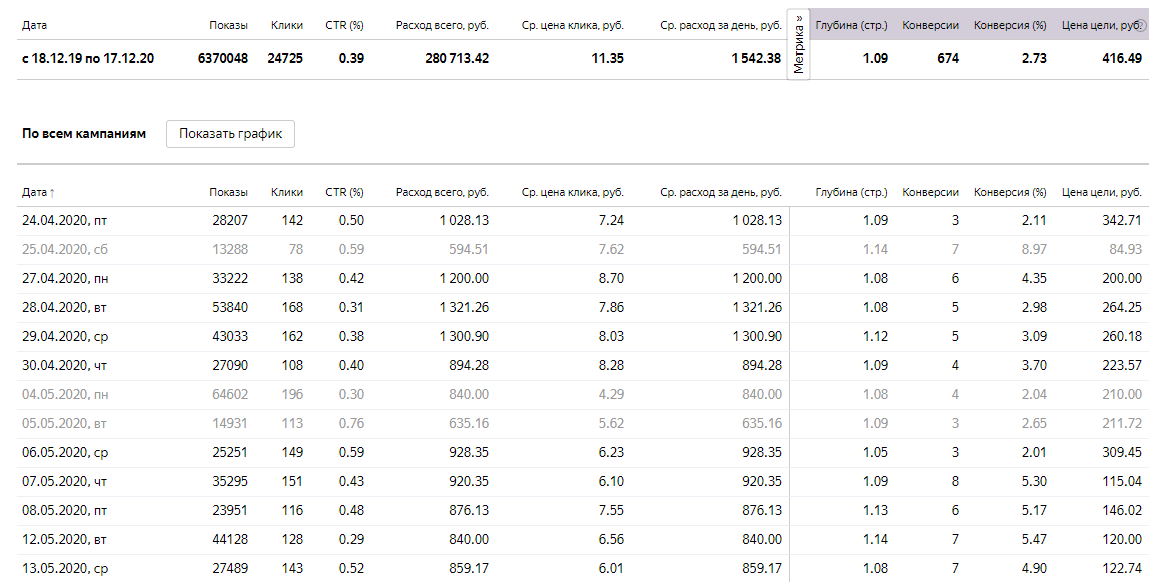 Дата Показы Клики CTR (%) Расход всего, руб. Ср. цена клика, руб. Ср. расход за день, руб. Метрика » Глубина (стр.) Конверсии Конверсия (%) Цена цели, руб. ?
с 18.12.19 по 17.12.20 6370048 24725 0.39 280 713.42 11.35 1 542.38 1.09 674 2.73 416.49
По всем кампаниям Показать график
Дата ↑ Показы Клики CTR (%) Расход всего, руб. Ср. цена клика, руб. Ср. расход за день, руб. Глубина (стр.) Конверсии Конверсия (%) Цена цели, руб.
24.04.2020, пт 28207 142 0.50 1 028.13 7.24 1 028.13 1.09 3 2.11 342.71
25.04.2020, сб 13288 78 0.59 594.51 7.62 594.51 1.14 7 8.97 84.93
27.04.2020, пн 33222 138 0.42 1 200.00 8.70 1 200.00 1.08 6 4.35 200.00
28.04.2020, вт 53840 168 0.31 1 321.26 7.86 1 321.26 1.08 5 2.98 264.25
29.04.2020, ср 43033 162 0.38 1 300.90 8.03 1 300.90 1.12 5 3.09 260.18
30.04.2020, чт 27090 108 0.40 894.28 8.28 894.28 1.09 4 3.70 223.57
04.05.2020, пн 64602 196 0.30 840.00 4.29 840.00 1.08 4 2.04 210.00
05.05.2020, вт 14931 113 0.76 635.16 5.62 635.16 1.09 3 2.65 211.72
06.05.2020, ср 25251 149 0.59 928.35 6.23 928.35 1.05 3 2.01 309.45
07.05.2020, чт 35295 151 0.43 920.35 6.10 920.35 1.09 8 5.30 115.04
08.05.2020, пт 23951 116 0.48 876.13 7.55 876.13 1.13 6 5.17 146.02
12.05.2020, вт 44128 128 0.29 840.00 6.56 840.00 1.14 7 5.47 120.00
13.05.2020, ср 27489 143 0.52 859.17 6.01 859.17 1.08 7 4.90 122.74